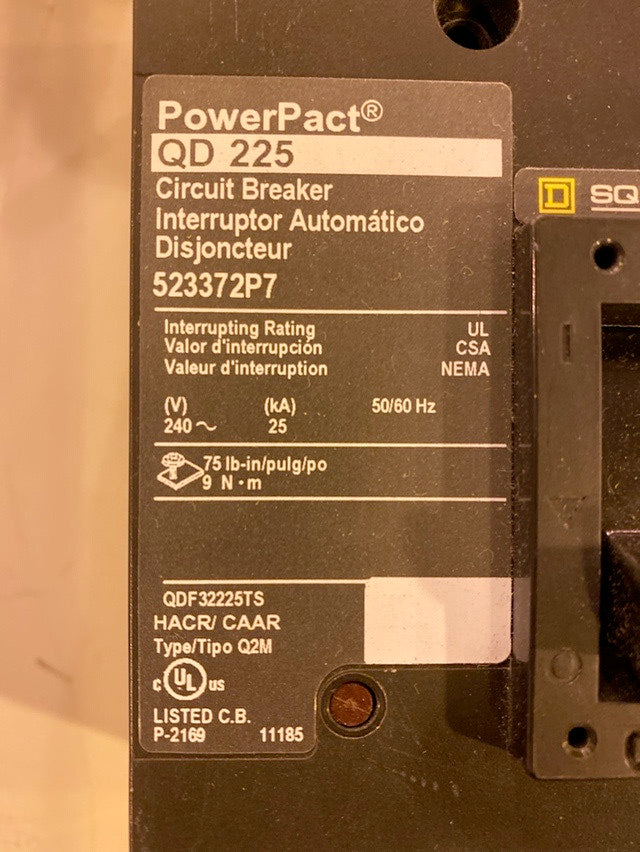 PowerPact®
QD 225
Circuit Breaker
Interruptor Automático
Disjoncteur
523372P7
Interrupting Rating UL
Valor d'interrupción CSA
Valeur d'interruption NEMA
(V) (kA) 50/60 Hz
240 ~ 25
75 lb-in/pulg/po
9 N·m
QDF32225TS
HACR/ CAAR
Type/Tipo Q2M
c UL us
LISTED C.B.
P-2169 11185
D SQ